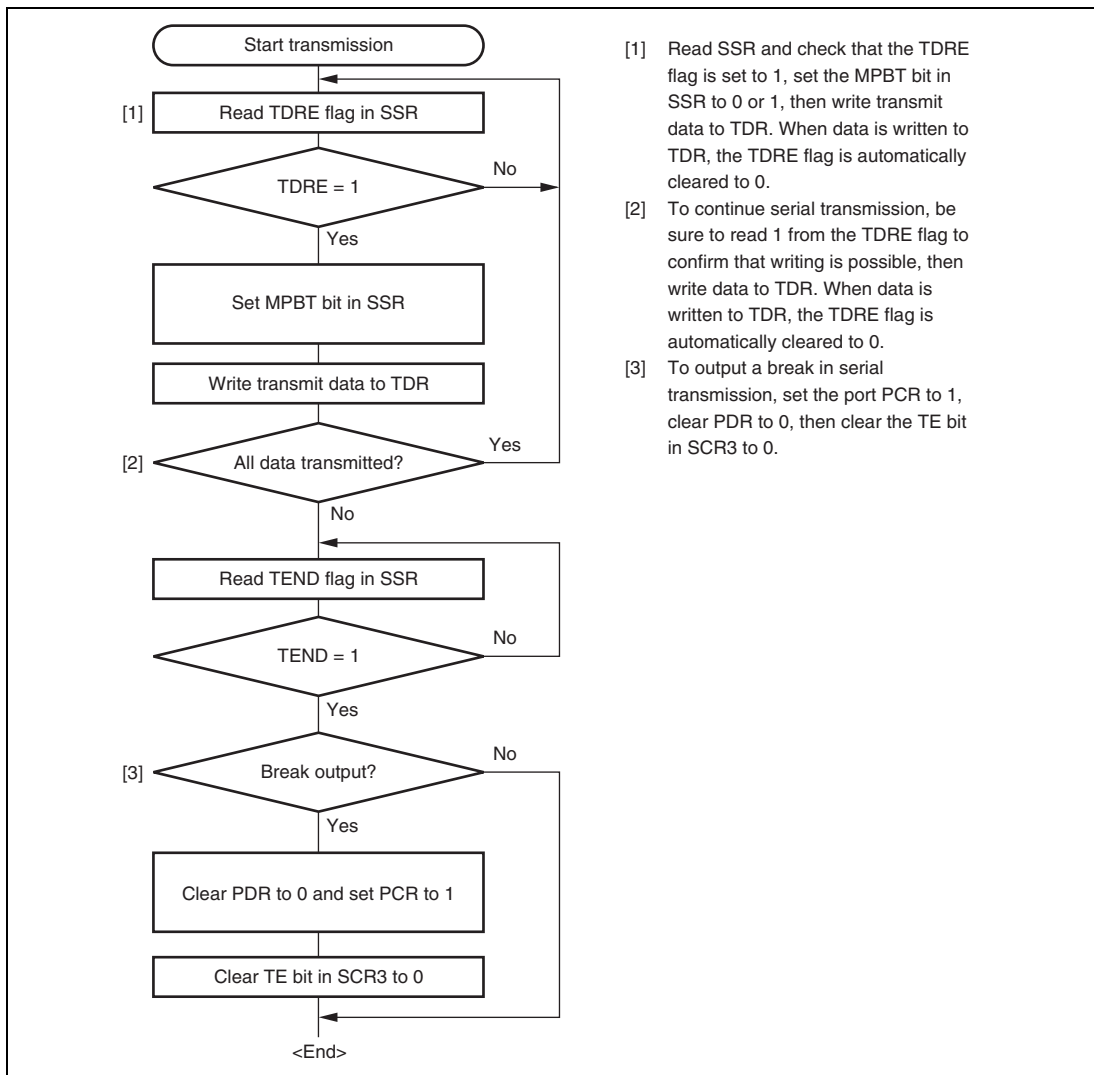 Start transmission
[1]
Read TDRE flag in SSR
No
TDRE = 1
Yes
Set MPBT bit in SSR
Write transmit data to TDR
Yes
[2]
All data transmitted?
No
Read TEND flag in SSR
No
TEND = 1
Yes
No
[3]
Break output?
Yes
Clear PDR to 0 and set PCR to 1
Clear TE bit in SCR3 to 0
<End>
[1] Read SSR and check that the TDRE
flag is set to 1, set the MPBT bit in
SSR to 0 or 1, then write transmit
data to TDR. When data is written to
TDR, the TDRE flag is automatically
cleared to 0.
[2] To continue serial transmission, be
sure to read 1 from the TDRE flag to
confirm that writing is possible, then
write data to TDR. When data is
written to TDR, the TDRE flag is
automatically cleared to 0.
[3] To output a break in serial
transmission, set the port PCR to 1,
clear PDR to 0, then clear the TE bit
in SCR3 to 0.